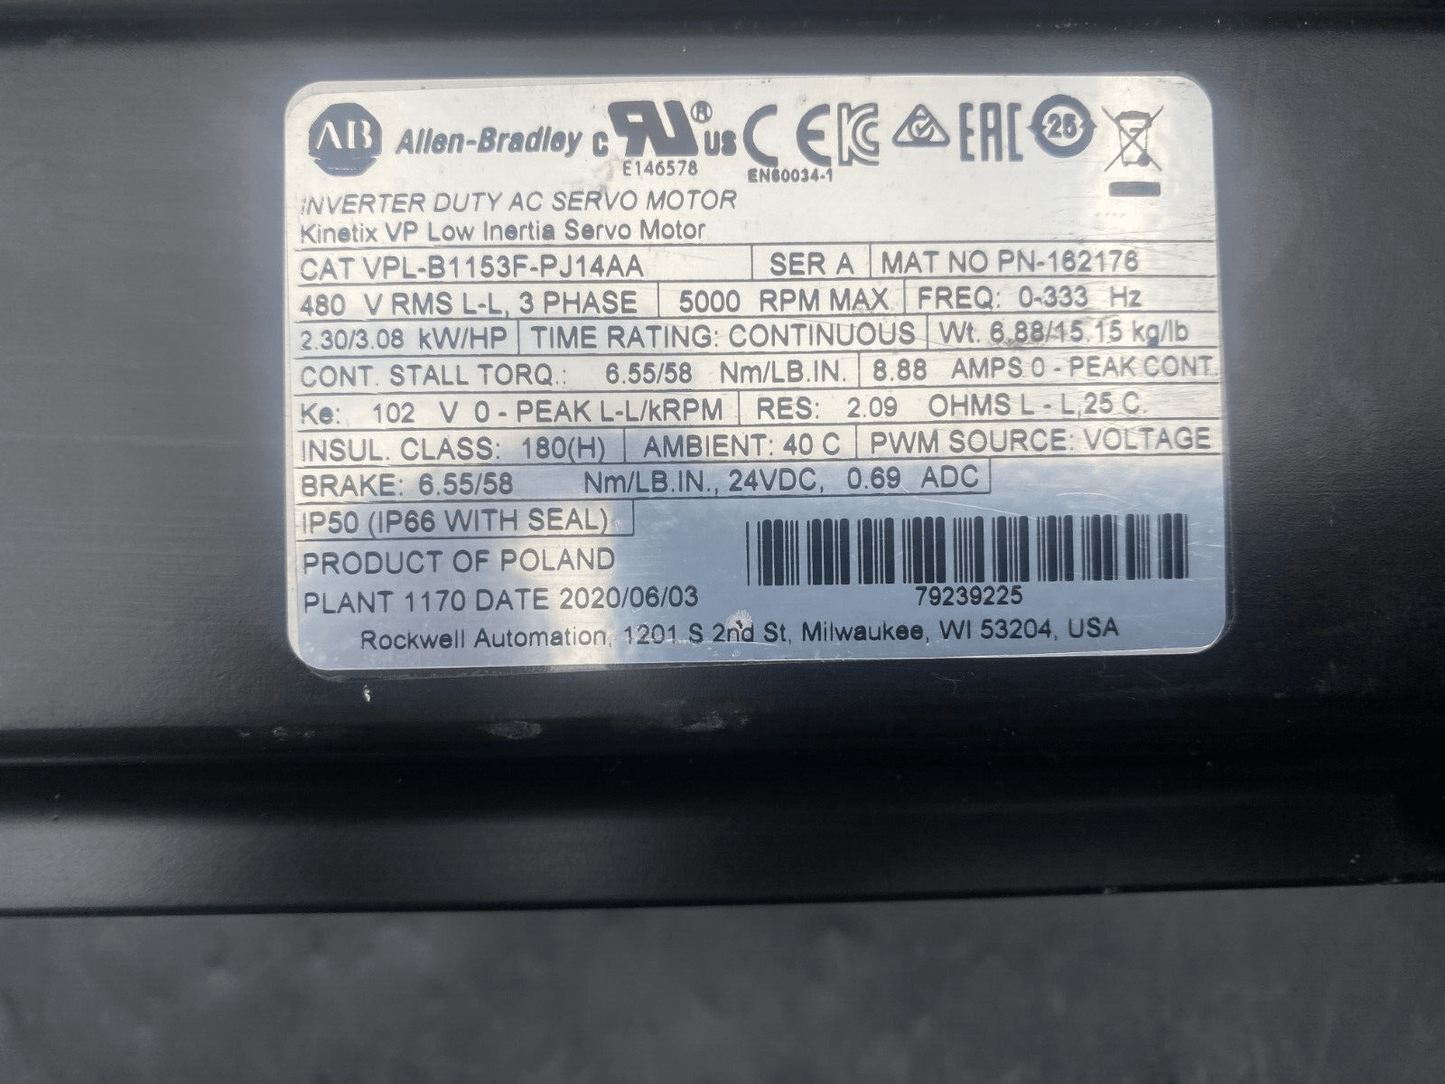 AB Allen-Bradley c RU ® US CE KC EAC 25
E146578 EN60034-1
INVERTER DUTY AC SERVO MOTOR
Kinetix VP Low Inertia Servo Motor
CAT VPL-B1153F-PJ14AA SER A MAT NO PN-162176
480 V RMS L-L, 3 PHASE 5000 RPM MAX FREQ: 0-333 Hz
2.30/3.08 kW/HP TIME RATING: CONTINUOUS Wt. 6.88/15.15 kg/lb
CONT. STALL TORQ.: 6.55/58 Nm/LB.IN. 8.88 AMPS 0 - PEAK CONT.
Ke: 102 V 0 - PEAK L-L/kRPM RES: 2.09 OHMS L - L,25 C.
INSUL. CLASS: 180(H) AMBIENT: 40 C PWM SOURCE: VOLTAGE
BRAKE: 6.55/58 Nm/LB.IN., 24VDC, 0.69 ADC
IP50 (IP66 WITH SEAL)
PRODUCT OF POLAND
PLANT 1170 DATE 2020/06/03 79239225
Rockwell Automation, 1201 S 2nd St, Milwaukee, WI 53204, USA